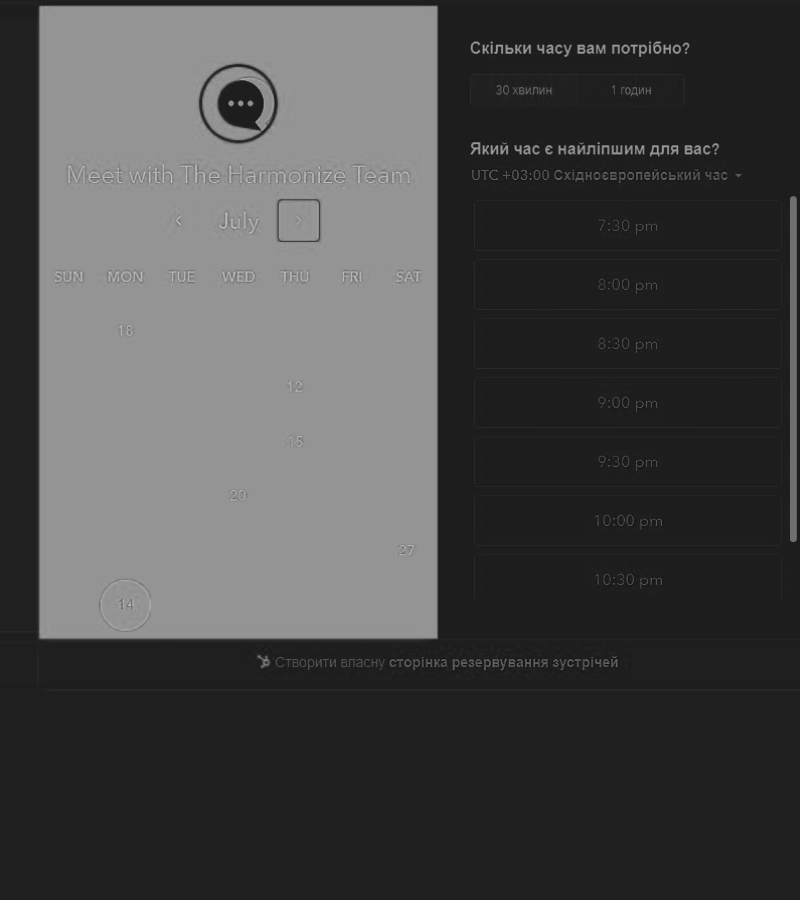 Meet with The Harmonize Team
July
SUN MON TUE WED THU FRI SAT
18
12
15
20
27
14
Скільки часу вам потрібно?
30 хвилин 1 годин
Який час є найліпшим для вас?
UTC +03:00 Східноєвропейський час
7:30 pm
8:00 pm
8:30 pm
9:00 pm
9:30 pm
10:00 pm
10:30 pm
Створити власну сторінка резервування зустрічей